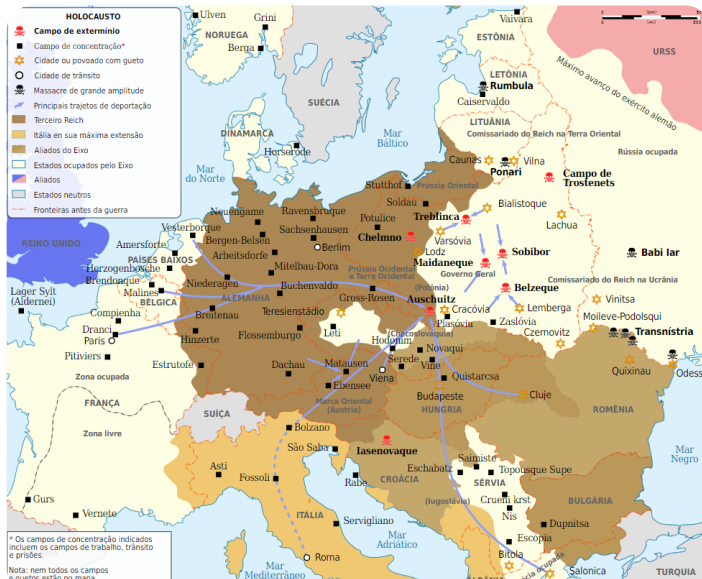 HOLOCAUSTO
Campo de extermínio
Campo de concentração*
Cidade ou povoado com gueto
Cidade de trânsito
Massacre de grande amplitude
Principais trajetos de deportação
Terceiro Reich
Itália em sua máxima extensão
Aliados do Eixo
Estados ocupados pelo Eixo
Aliados
Estados neutros
Fronteiras antes da guerra
Ulven
Grini
NORUEGA
Berga
Vaivara
ESTÔNIA
URSS
Máximo avanço do exército alemão
LETÔNIA
Rumbula
Caiservaldo
SUÉCIA
LITUÂNIA
Comissariado do Reich na Terra Oriental
DINAMARCA
Horserode
Mar
Báltico
Rússia ocupada
Mar
do Norte
Caunas
Vilna
Ponari
Campo de
Trostenets
Stutthof
Prússia Oriental
Soldau
Bialistoque
Lachua
Neuengame
Ravensbruque
Potulice
Treblinca
Vesterborque
Sachsenhausen
Chelmno
Varsóvia
REINO UNIDO
Amersforte
Bergen-Belsen
Berlim
Lodz
Sobibor
Babi Iar
PAÍSES BAIXOS
Arbeitsdorfe
Maidaneque
Herzogenbosche
Mitelbau-Dora
Prússia Ocidental
e Terra Ocidental
Governo Geral
Comissariado do Reich na Ucrânia
Brendonque
Niederagen
Buchenvaldo
(Polônia)
Belzeque
Lager Sylt
(Aldernei)
Malines
BÉLGICA
ALEMANHA
Gross-Rosen
Auschuitz
Vinitsa
Compienha
Breitenau
Teresienstádio
Cracóvia
Lemberga
Moileve-Podolsqui
Drancí
Plasóvia
Zaslóvia
Transnístria
Paris
Hinzerte
Flossemburgo
Leti
(Checoslováquia)
Czernovitz
Hodonim
Pitiviers
Novaqui
Estrutofe
Dachau
Matausen
Serede
Vine
Quixinau
Odess
Zona ocupada
Viena
Quistarcsa
Ebensee
Budapeste
Cluje
FRANÇA
SUÍÇA
Marca Oriental
(Áustria)
HUNGRIA
ROMÊNIA
Zona livre
Bolzano
São Saba
Iasenovaque
Mar
Negro
Asti
Fossoli
Eschabatz
Saimiste
Topousque Supe
Rabe
CROÁCIA
SÉRVIA
Gurs
Vernete
(Iugoslávia)
Crueni krst
BULGÁRIA
ITÁLIA
Servigliano
Nis
Dupnitsa
* Os campos de concentração indicados
incluem os campos de trabalho, trânsito
e prisões.
Mar
Adriático
Escópia
Roma
Bitola
Nota: nem todos os campos
e guetos estão no mapa
Mar
Mediterrâneo
Salonica
TURQUIA